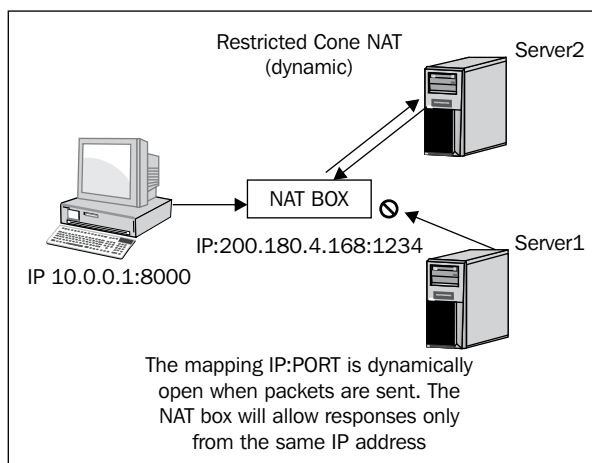 Restricted Cone NAT
(dynamic)
Server2
NAT BOX
IP:200.180.4.168:1234
Server1
IP 10.0.0.1:8000
The mapping IP:PORT is dynamically
open when packets are sent. The
NAT box will allow responses only
from the same IP address